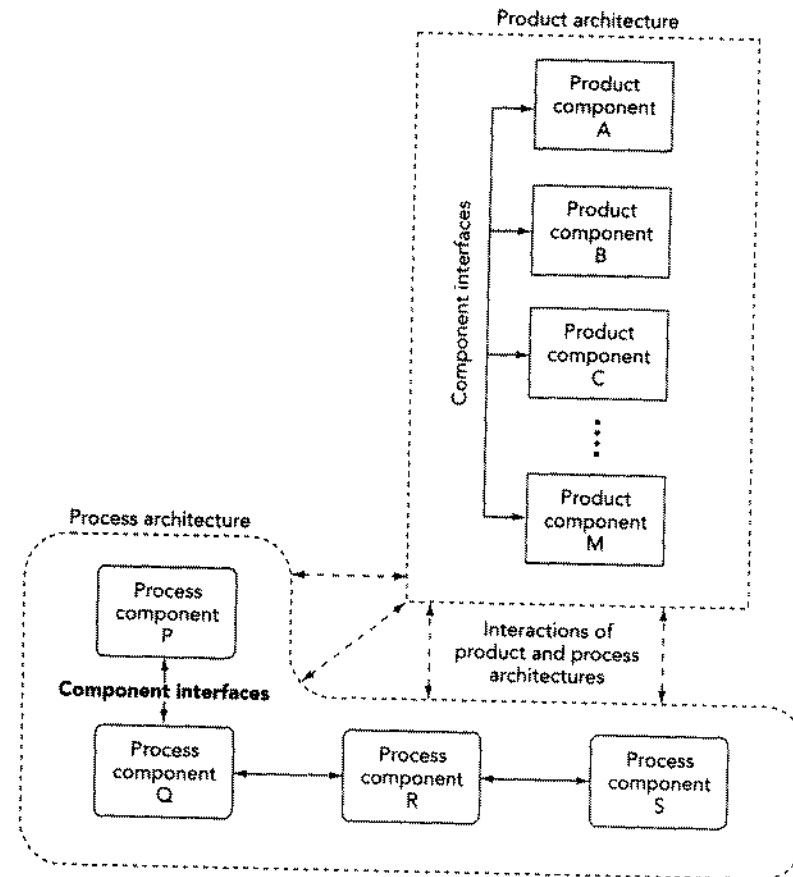 Product architecture
Product
component
A
Product
component
B
Component interfaces
Product
component
C
Product
component
M
Process architecture
Process
component
P
Interactions of
product and process
architectures
Component interfaces
Process
component
Q
Process
component
R
Process
component
S